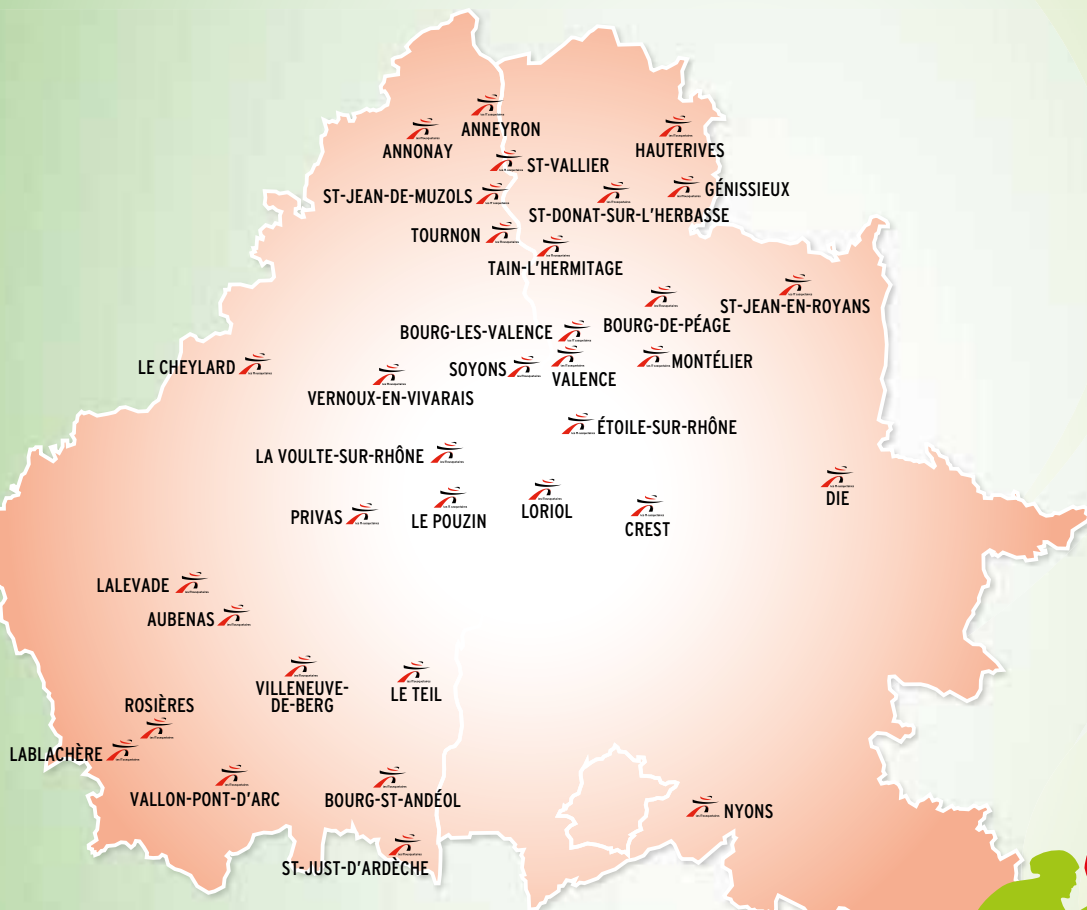 ANNEYRON
ANNONAY
HAUTERIVES
ST-VALLIER
GÉNISSIEUX
ST-JEAN-DE-MUZOLS
ST-DONAT-SUR-L'HERBASSE
TOURNON
TAIN-L'HERMITAGE
ST-JEAN-EN-ROYANS
BOURG-DE-PÉAGE
BOURG-LES-VALENCE
LE CHEYLARD
SOYONS
MONTÉLIER
VALENCE
VERNOUX-EN-VIVARAIS
ÉTOILE-SUR-RHÔNE
LA VOULTE-SUR-RHÔNE
DIE
PRIVAS
LE POUZIN
LORIOL
CREST
LALEVADE
AUBENAS
VILLENEUVE-
DE-BERG
LE TEIL
ROSIÈRES
LABLACHÈRE
VALLON-PONT-D'ARC
BOURG-ST-ANDÉOL
NYONS
ST-JUST-D'ARDÈCHE